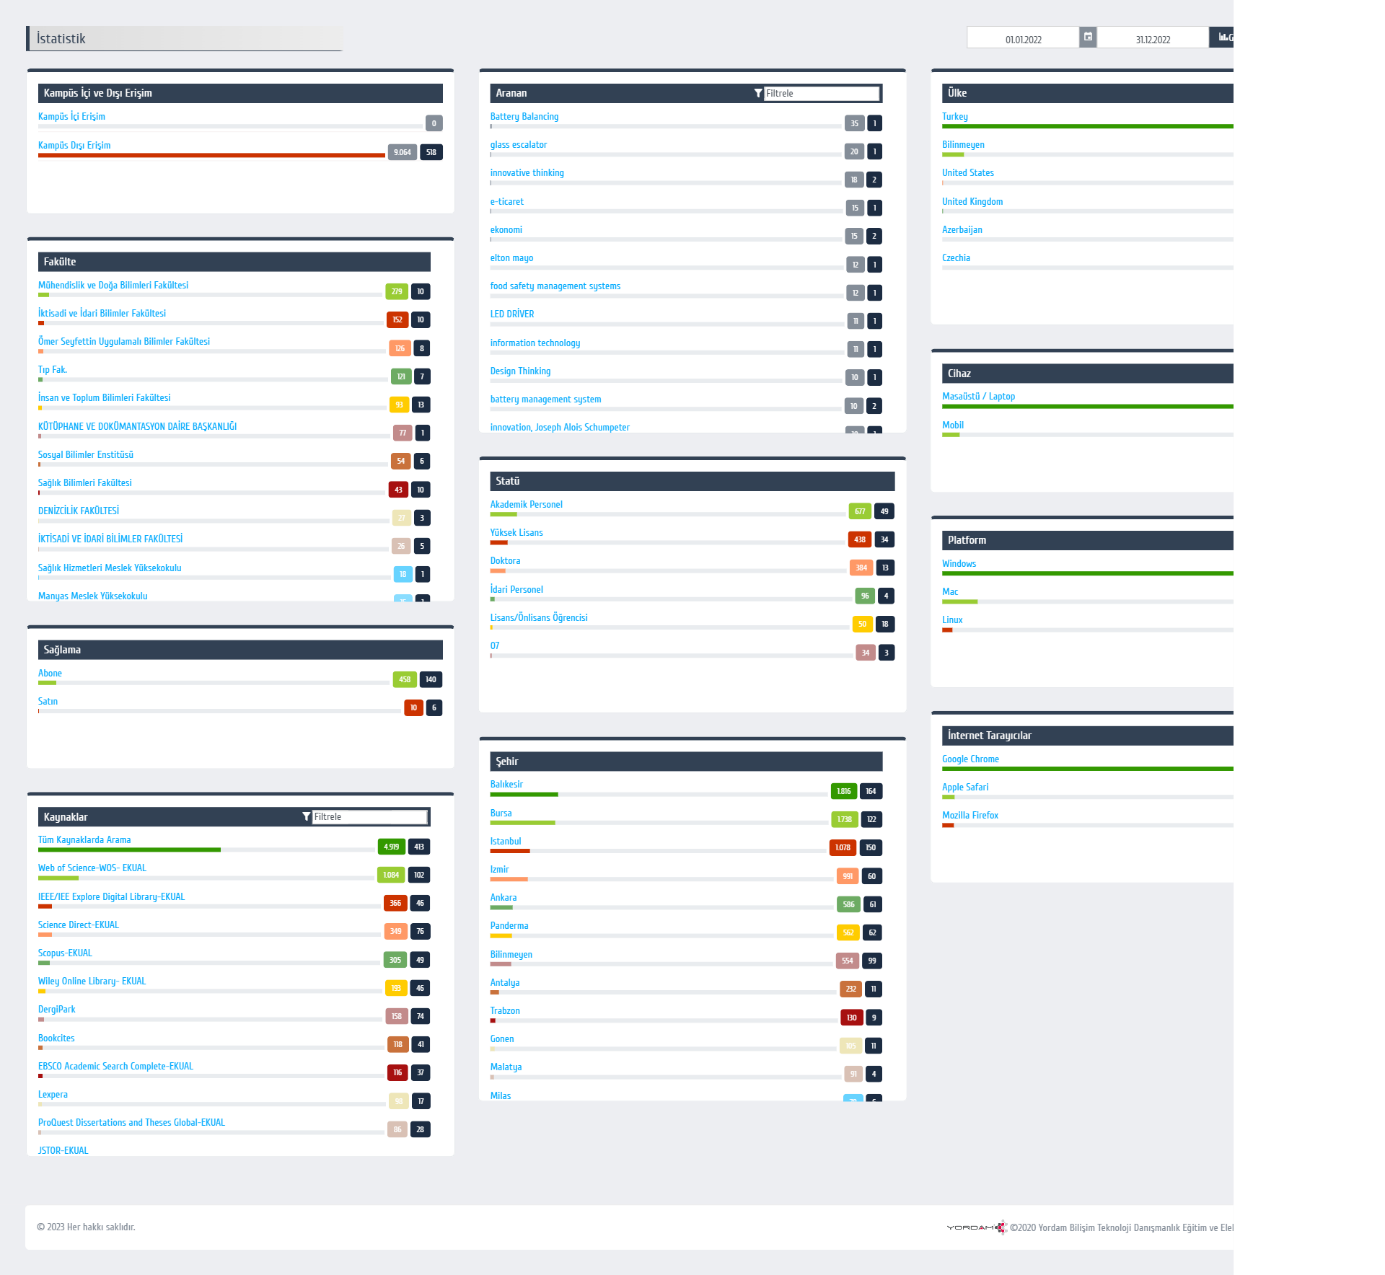 İstatistik
01.01.2022
31.12.2022
Kampüs İçi ve Dışı Erişim
Kampüs İçi Erişim
0
Kampüs Dışı Erişim
9.064 518
Fakülte
Mühendislik ve Doğa Bilimleri Fakültesi
279 10
İktisadi ve İdari Bilimler Fakültesi
152 10
Ömer Seyfettin Uygulamalı Bilimler Fakültesi
126 8
Tıp Fak.
121 7
İnsan ve Toplum Bilimleri Fakültesi
93 13
KÜTÜPHANE VE DOKÜMANTASYON DAİRE BAŞKANLIĞI
77 1
Sosyal Bilimler Enstitüsü
54 6
Sağlık Bilimleri Fakültesi
43 10
DENİZCİLİK FAKÜLTESİ
27 3
İKTİSADİ VE İDARİ BİLİMLER FAKÜLTESİ
26 5
Sağlık Hizmetleri Meslek Yüksekokulu
18 1
Manyas Meslek Yüksekokulu
Sağlama
Abone
458 140
Satın
10 6
Kaynaklar
Filtrele
Tüm Kaynaklarda Arama
4.919 413
Web of Science-WOS- EKUAL
1.094 102
IEEE/IEE Explore Digital Library-EKUAL
366 46
Science Direct-EKUAL
349 76
Scopus-EKUAL
305 49
Wiley Online Library- EKUAL
193 46
DergiPark
158 74
Bookcites
118 41
EBSCO Academic Search Complete-EKUAL
116 37
Lexpera
98 17
ProQuest Dissertations and Theses Global-EKUAL
86 28
JSTOR-EKUAL
Aranan
Filtrele
Battery Balancing
35 1
glass escalator
20 1
innovative thinking
18 2
e-ticaret
15 1
ekonomi
15 2
elton mayo
12 1
food safety management systems
12 1
LED DRİVER
11 1
information technology
11 1
Design Thinking
10 1
battery management system
10 2
innovation, Joseph Alois Schumpeter
Statü
Akademik Personel
677 49
Yüksek Lisans
438 34
Doktora
384 13
İdari Personel
96 4
Lisans/Önlisans Öğrencisi
50 18
07
34 3
Şehir
Balıkesir
1.816 164
Bursa
1.738 122
Istanbul
1.078 150
Izmir
991 60
Ankara
586 61
Panderma
562 62
Bilinmeyen
554 99
Antalya
232 11
Trabzon
130 9
Gonen
105 11
Malatya
91 4
Milas
Ülke
Turkey
Bilinmeyen
United States
United Kingdom
Azerbaijan
Czechia
Cihaz
Masaüstü / Laptop
Mobil
Platform
Windows
Mac
Linux
İnternet Tarayıcılar
Google Chrome
Apple Safari
Mozilla Firefox
© 2023 Her hakkı saklıdır.
YORDAM ©2020 Yordam Bilişim Teknoloji Danışmanlık Eğitim ve Elek